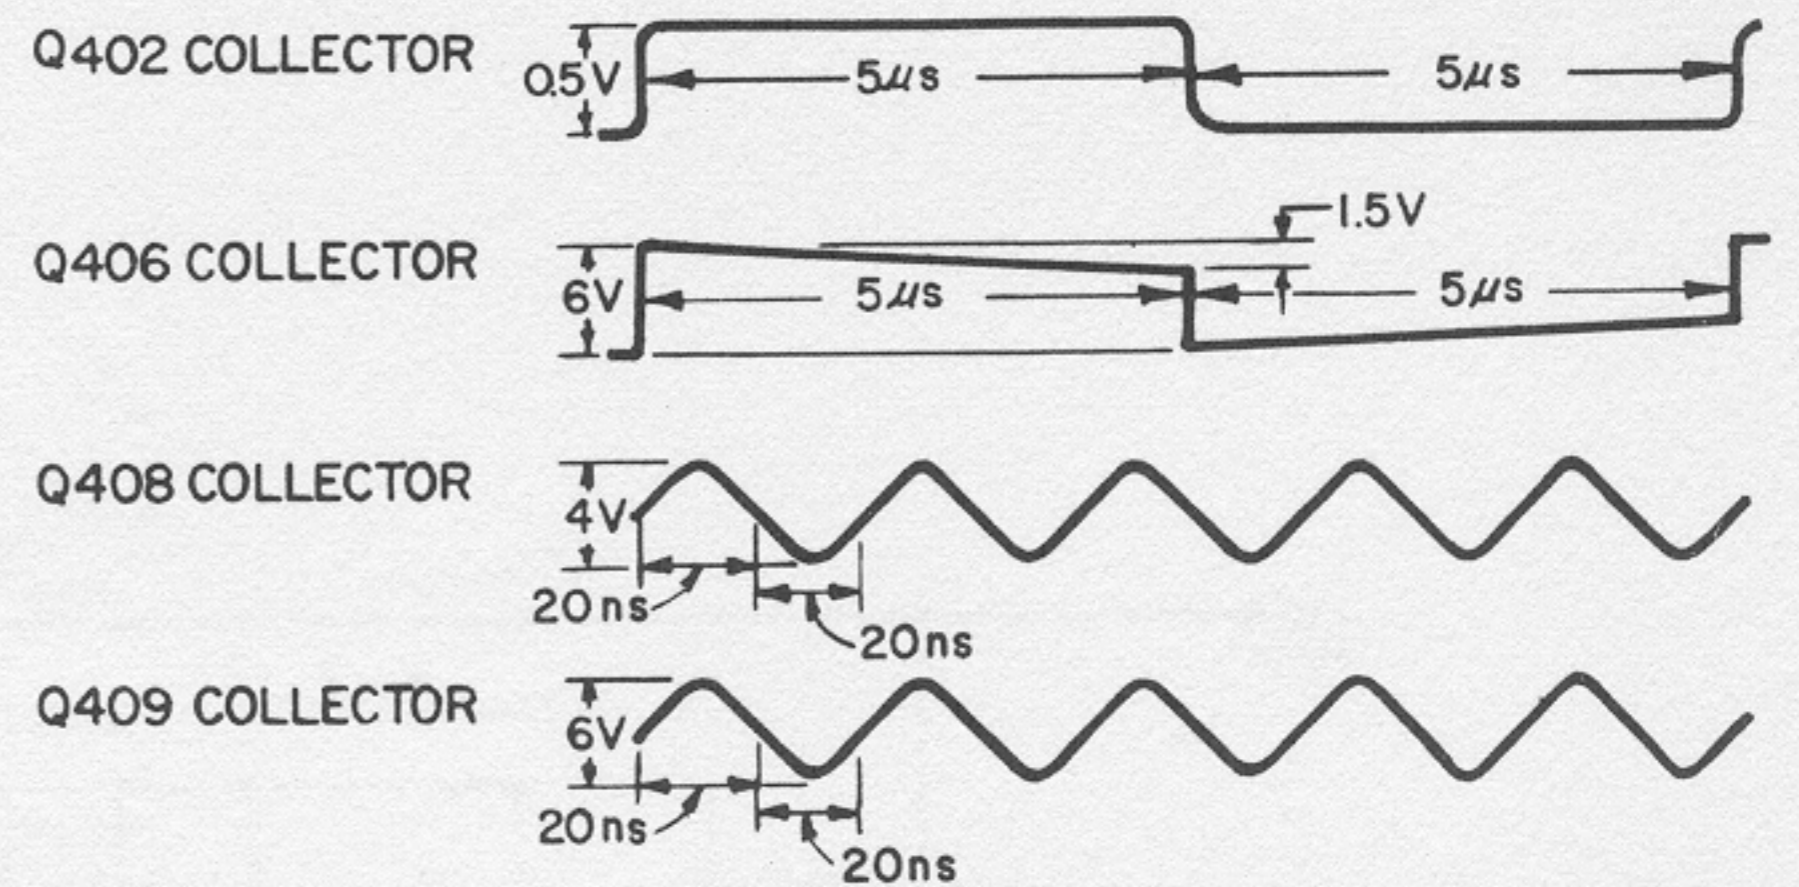 Q402 COLLECTOR
0.5V
5μs
5μs
1.5V
Q406 COLLECTOR
6V
5μs
5μs
Q408 COLLECTOR
4V
20ns
20ns
Q409 COLLECTOR
6V
20ns
20ns